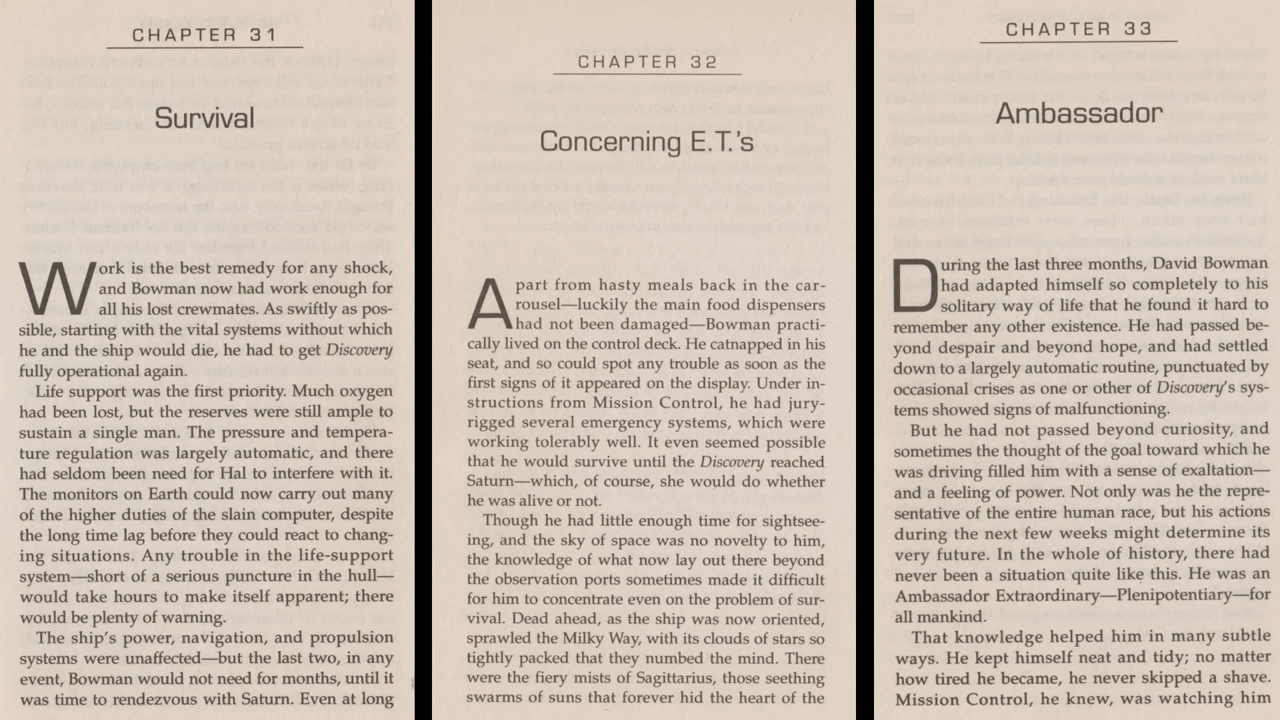 CHAPTER 31
Survival
Work is the best remedy for any shock,
and Bowman now had work enough for
all his lost crewmates. As swiftly as pos-
sible, starting with the vital systems without which
he and the ship would die, he had to get Discovery
fully operational again.
Life support was the first priority. Much oxygen
had been lost, but the reserves were still ample to
sustain a single man. The pressure and tempera-
ture regulation was largely automatic, and there
had seldom been need for Hal to interfere with it.
The monitors on Earth could now carry out many
of the higher duties of the slain computer, despite
the long time lag before they could react to chang-
ing situations. Any trouble in the life-support
system—short of a serious puncture in the hull—
would take hours to make itself apparent; there
would be plenty of warning.
The ship's power, navigation, and propulsion
systems were unaffected—but the last two, in any
event, Bowman would not need for months, until it
was time to rendezvous with Saturn. Even at long
CHAPTER 32
Concerning E.T.'s
Apart from hasty meals back in the car-
rousel—luckily the main food dispensers
had not been damaged—Bowman practi-
cally lived on the control deck. He catnapped in his
seat, and so could spot any trouble as soon as the
first signs of it appeared on the display. Under in-
structions from Mission Control, he had jury-
rigged several emergency systems, which were
working tolerably well. It even seemed possible
that he would survive until the Discovery reached
Saturn—which, of course, she would do whether
he was alive or not.
Though he had little enough time for sightsee-
ing, and the sky of space was no novelty to him,
the knowledge of what now lay out there beyond
the observation ports sometimes made it difficult
for him to concentrate even on the problem of sur-
vival. Dead ahead, as the ship was now oriented,
sprawled the Milky Way, with its clouds of stars so
tightly packed that they numbed the mind. There
were the fiery mists of Sagittarius, those seething
swarms of suns that forever hid the heart of the
CHAPTER 33
Ambassador
During the last three months, David Bowman
had adapted himself so completely to his
solitary way of life that he found it hard to
remember any other existence. He had passed be-
yond despair and beyond hope, and had settled
down to a largely automatic routine, punctuated by
occasional crises as one or other of Discovery's sys-
tems showed signs of malfunctioning.
But he had not passed beyond curiosity, and
sometimes the thought of the goal toward which he
was driving filled him with a sense of exaltation—
and a feeling of power. Not only was he the repre-
sentative of the entire human race, but his actions
during the next few weeks might determine its
very future. In the whole of history, there had
never been a situation quite like this. He was an
Ambassador Extraordinary—Plenipotentiary—for
all mankind.
That knowledge helped him in many subtle
ways. He kept himself neat and tidy; no matter
how tired he became, he never skipped a shave.
Mission Control, he knew, was watching him